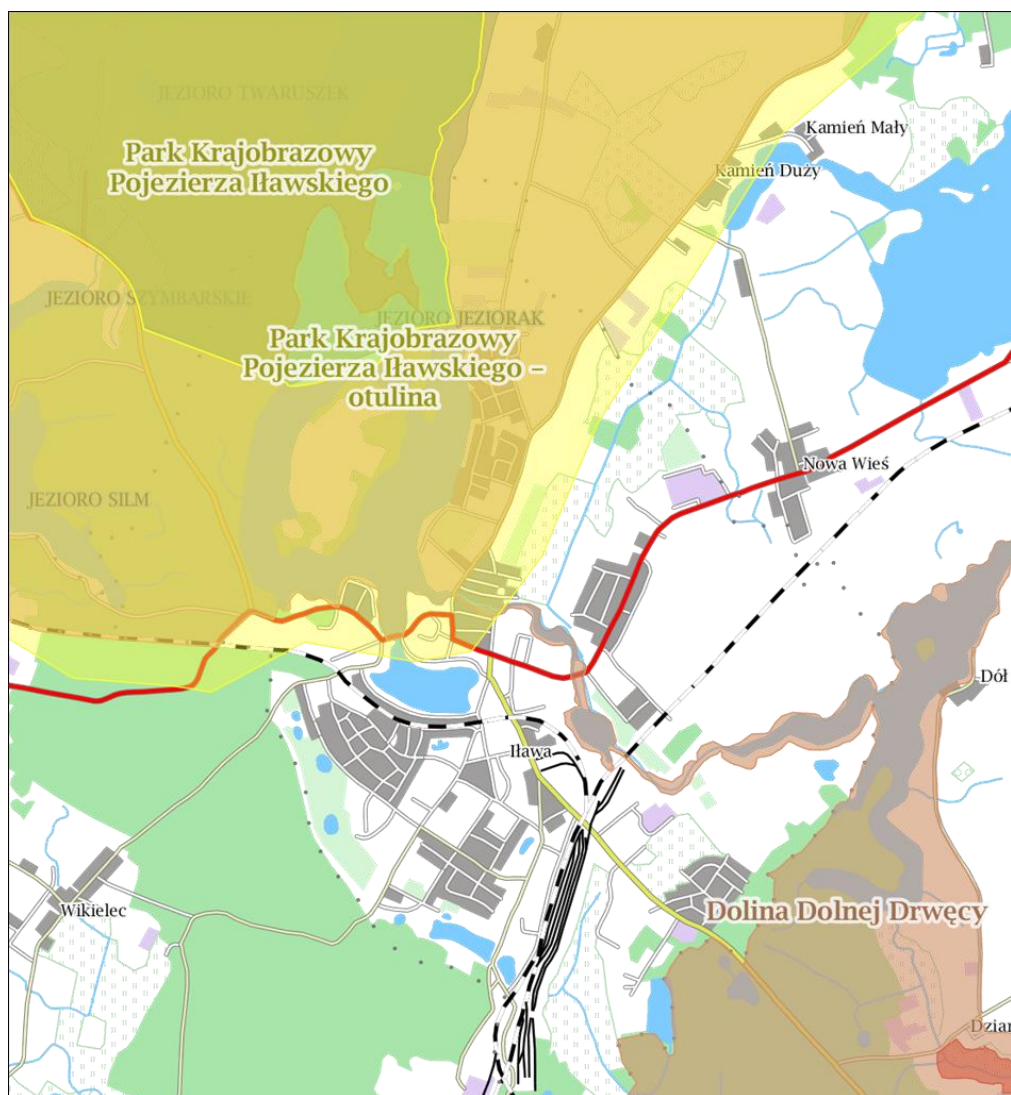 JEZIORO TWARUSZEK
Kamień Mały
Park Krajobrazowy
Pojezierza Iławskiego
Kamień Duży
JEZIORO SZYMBARSKIE
JEZIORO JEZIORAK
Park Krajobrazowy
Pojezierza Iławskiego –
otulina
Nowa Wieś
JEZIORO SILM
Dół
Iława
Wikielec
Dolina Dolnej Drwęcy
Dziar